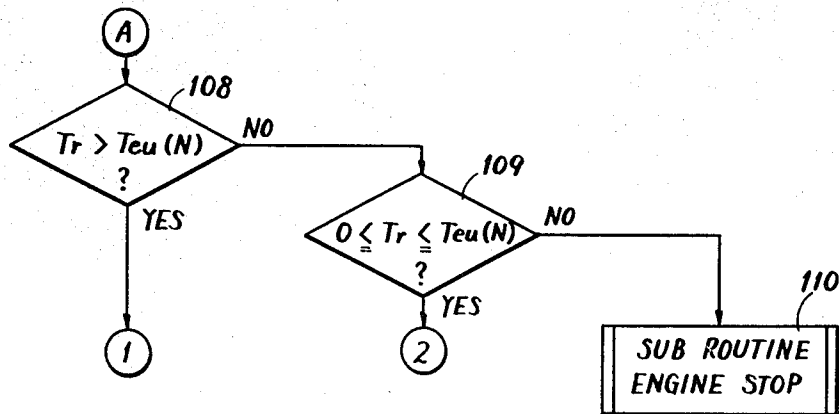 A
108
Tr > Teu (N)
?
NO
YES
109
0 ≦ Tr ≦ Teu (N)
?
NO
YES
110
1
2
SUB ROUTINE
ENGINE STOP